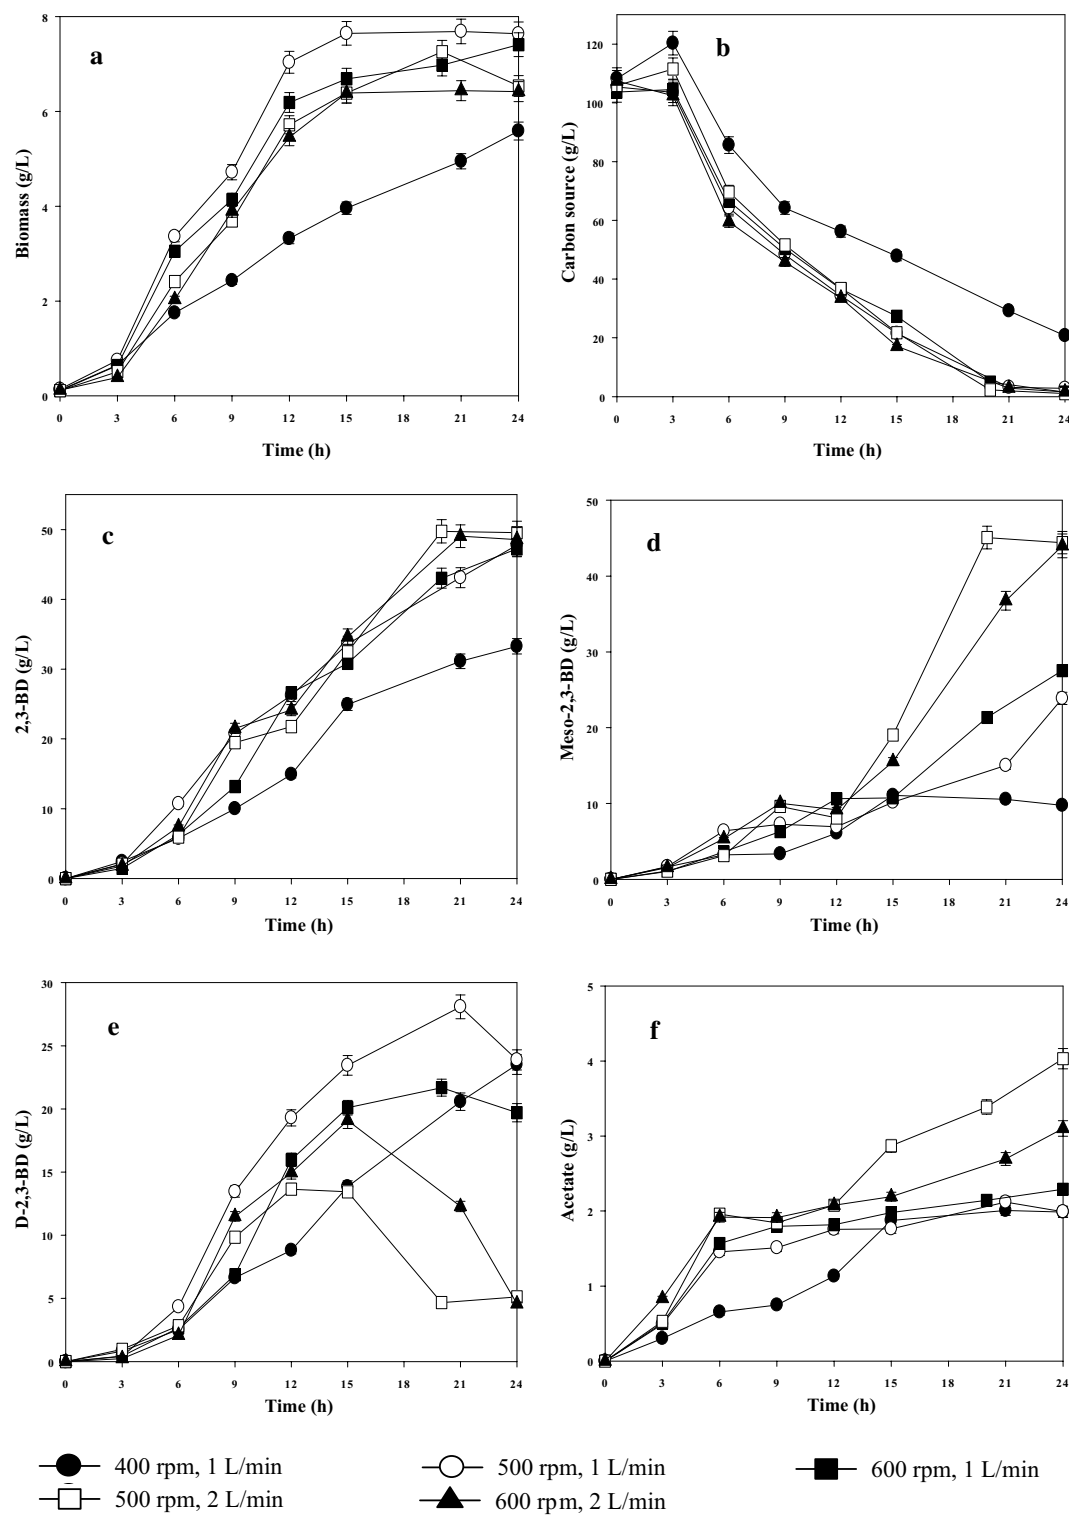 a
8
6
4
2
0
0 3 6 9 12 15 18 21 24
Biomass (g/L)
Time (h)
b
120
100
80
60
40
20
0
0 3 6 9 12 15 18 21 24
Carbon source (g/L)
Time (h)
c
50
40
30
20
10
0
0 3 6 9 12 15 18 21 24
2,3-BD (g/L)
Time (h)
d
50
40
30
20
10
0
0 3 6 9 12 15 18 21 24
Meso-2,3-BD (g/L)
Time (h)
e
30
25
20
15
10
5
0
0 3 6 9 12 15 18 21 24
D-2,3-BD (g/L)
Time (h)
f
5
4
3
2
1
0
0 3 6 9 12 15 18 21 24
Acetate (g/L)
Time (h)
400 rpm, 1 L/min
500 rpm, 1 L/min
600 rpm, 1 L/min
500 rpm, 2 L/min
600 rpm, 2 L/min